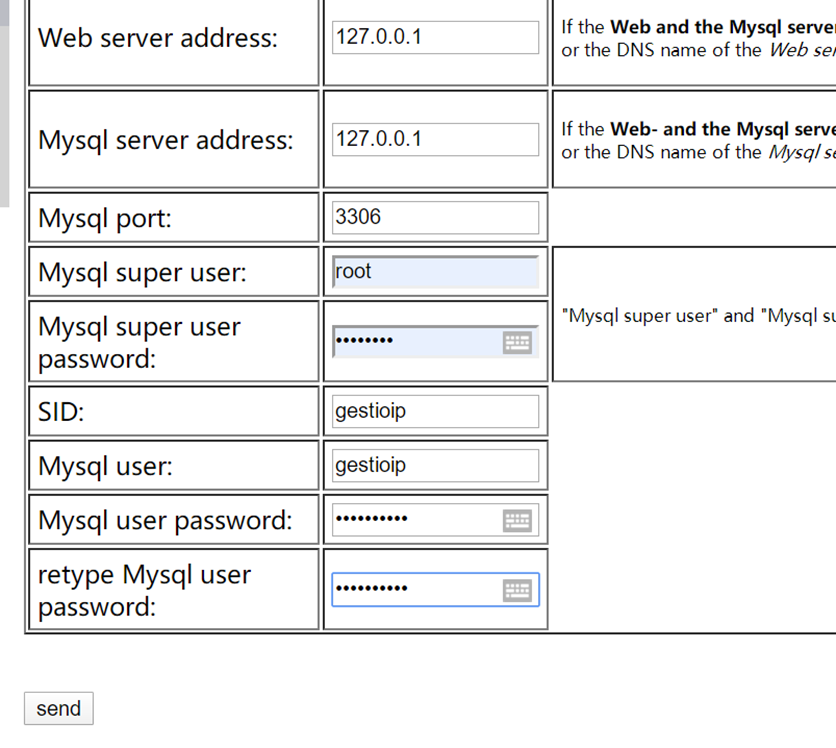 Web server address:
127.0.0.1
If the Web and the Mysql server
or the DNS name of the Web ser
Mysql server address:
127.0.0.1
If the Web- and the Mysql serve
or the DNS name of the Mysql se
Mysql port:
3306
Mysql super user:
root
"Mysql super user" and "Mysql su
Mysql super user
password:
••••••••
SID:
gestioip
Mysql user:
gestioip
Mysql user password:
••••••••••
retype Mysql user
password:
••••••••••
send